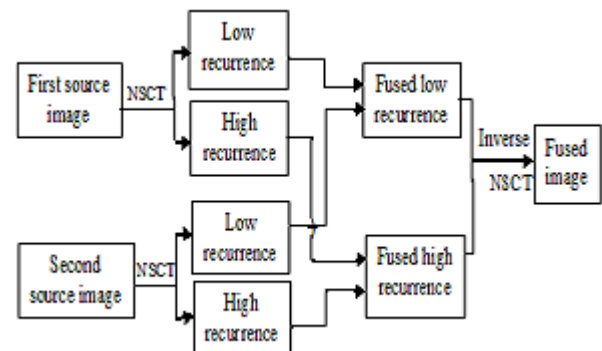 First source
image
NSCT
Low
recurrence
High
recurrence
Second
source image
NSCT
Low
recurrence
High
recurrence
Fused low
recurrence
Fused high
recurrence
Inverse
NSCT
Fused
image